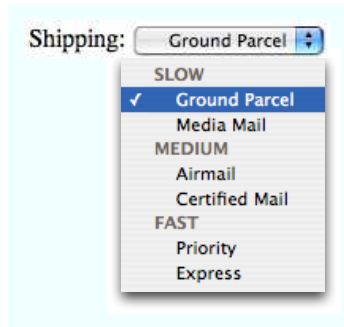 Shipping: Ground Parcel
SLOW
✓ Ground Parcel
Media Mail
MEDIUM
Airmail
Certified Mail
FAST
Priority
Express